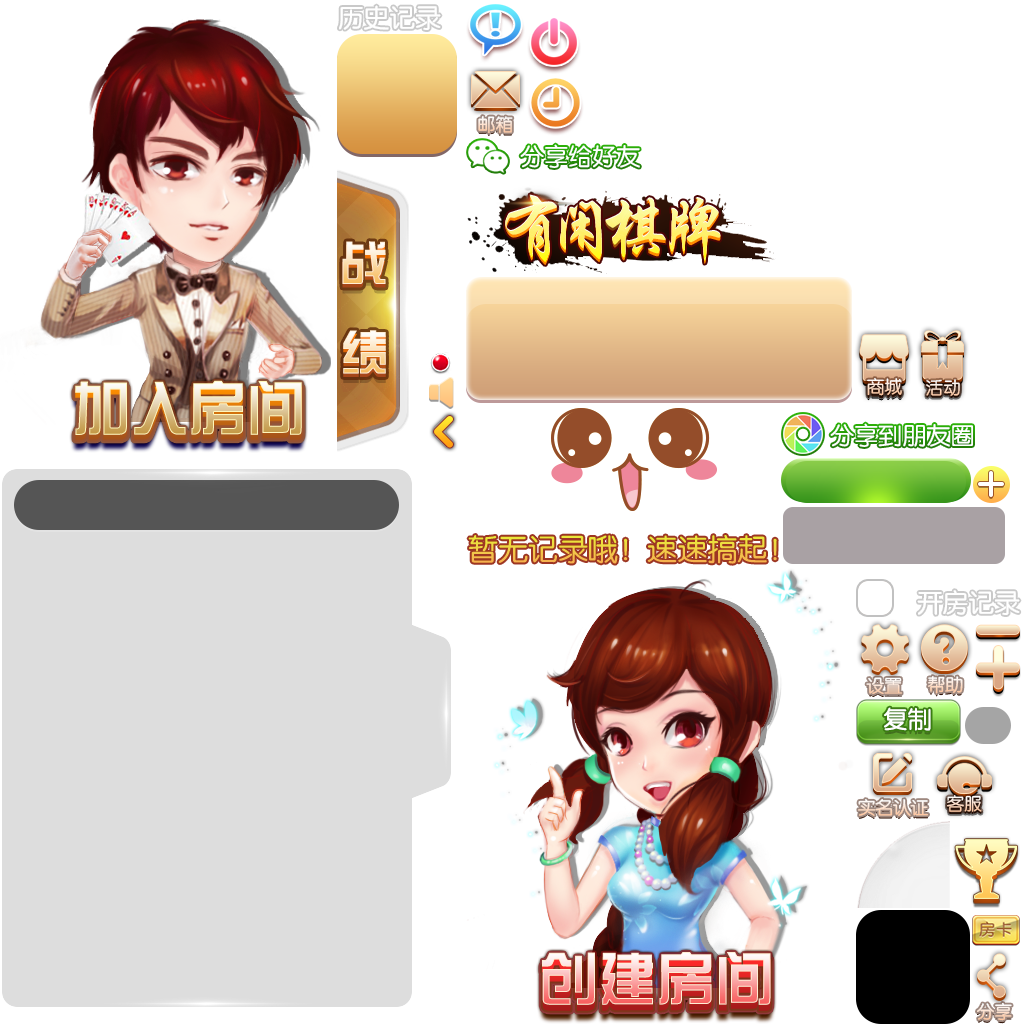 历史记录
邮箱
分享给好友
有闲棋牌
战绩
商城
活动
加入房间
分享到朋友圈
暂无记录哦！速速搞起！
开房记录
设置
帮助
复制
实名认证
客服
房卡
创建房间
分享